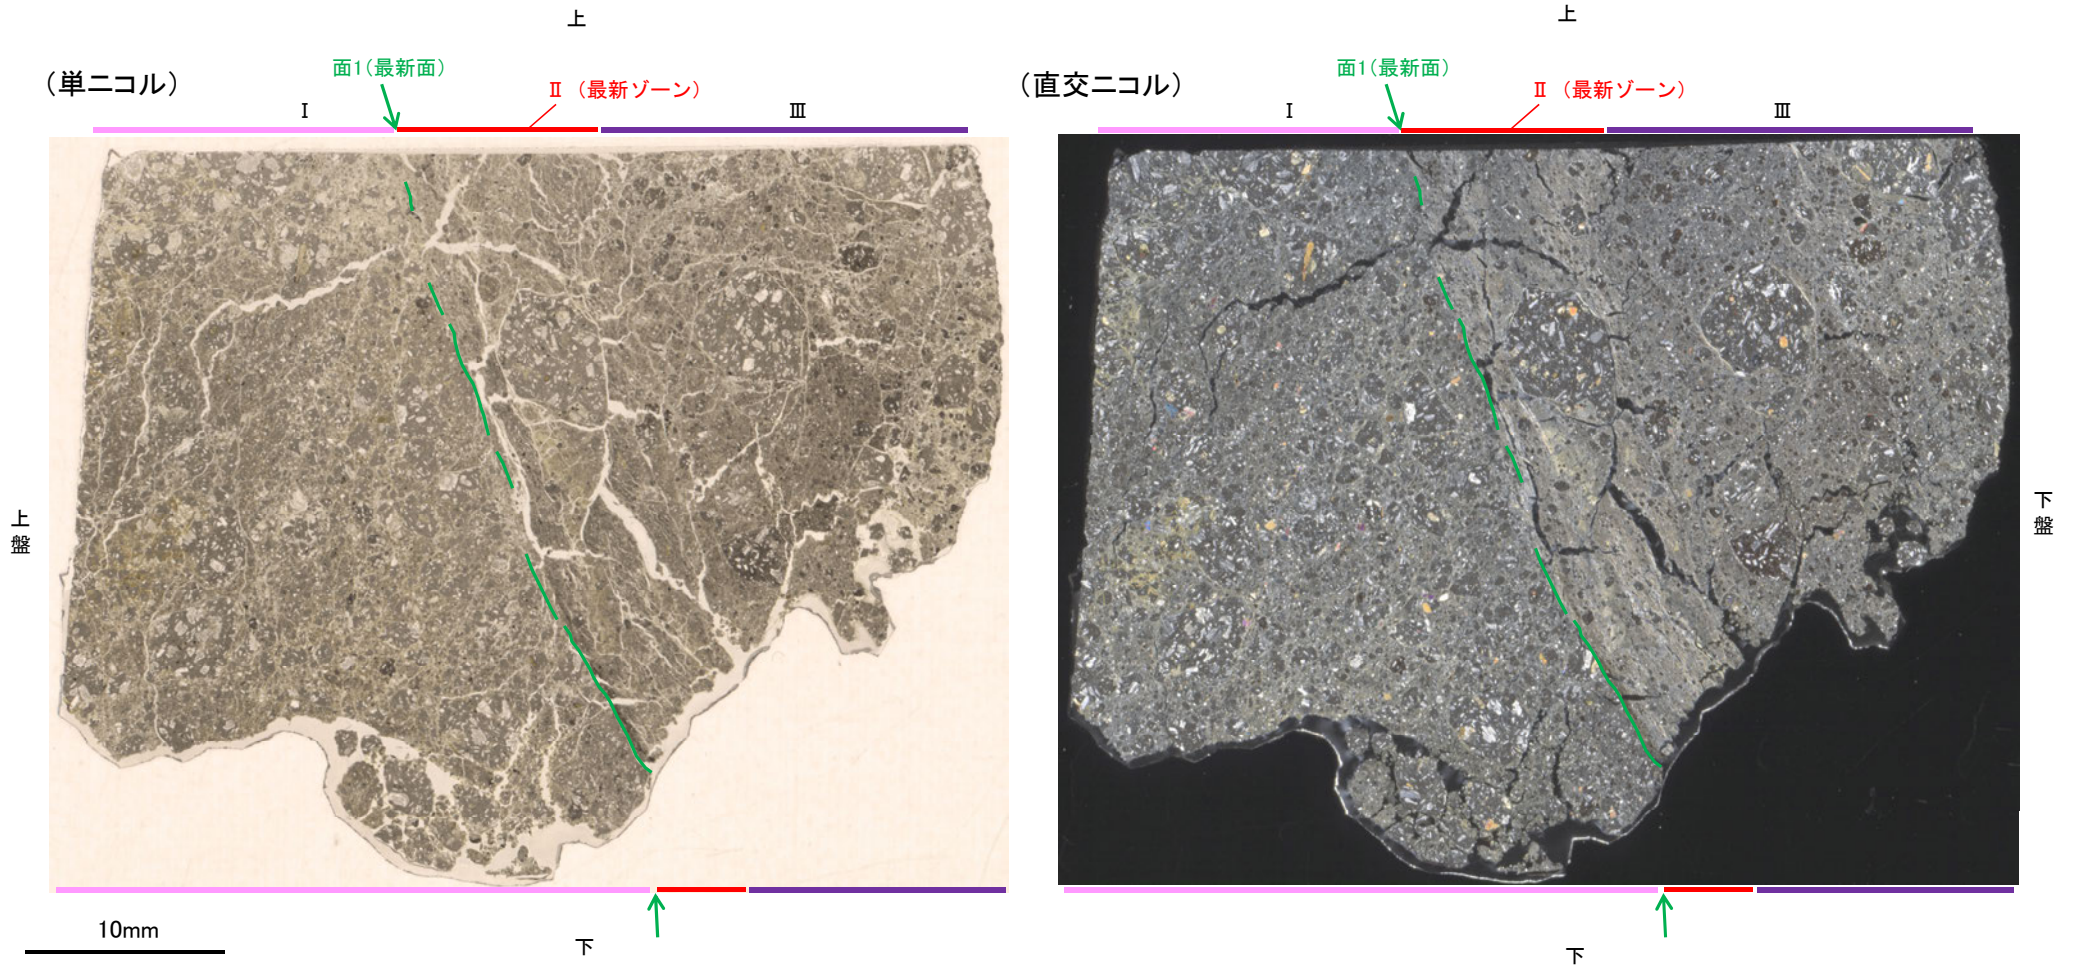 上
面1(最新面)
(単ニコル)
Ⅱ (最新ゾーン)
Ⅰ
Ⅲ
上盤
10mm
下
上
面1(最新面)
(直交ニコル)
Ⅱ (最新ゾーン)
Ⅰ
Ⅲ
下盤
下